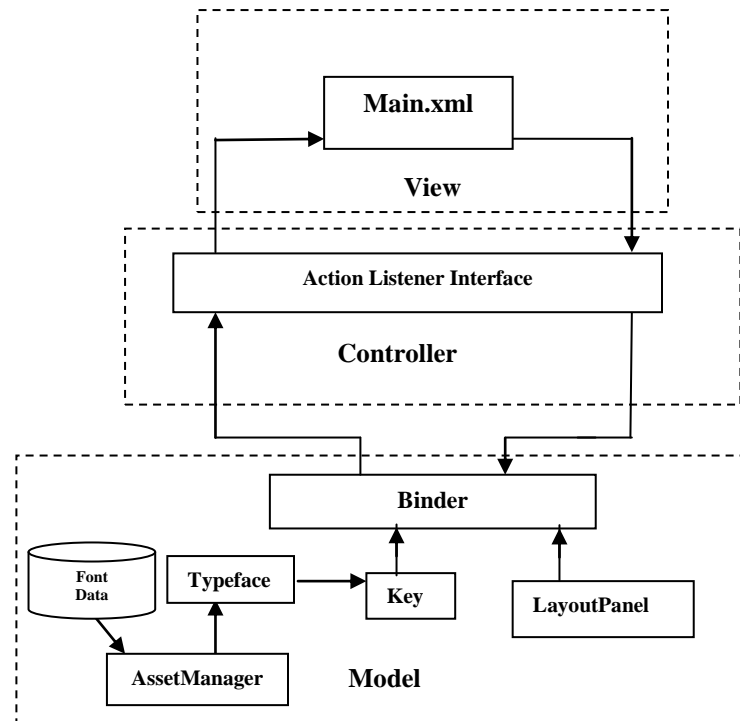 Main.xml
View
Action Listener Interface
Controller
Binder
Font
Data
Typeface
Key
LayoutPanel
AssetManager
Model